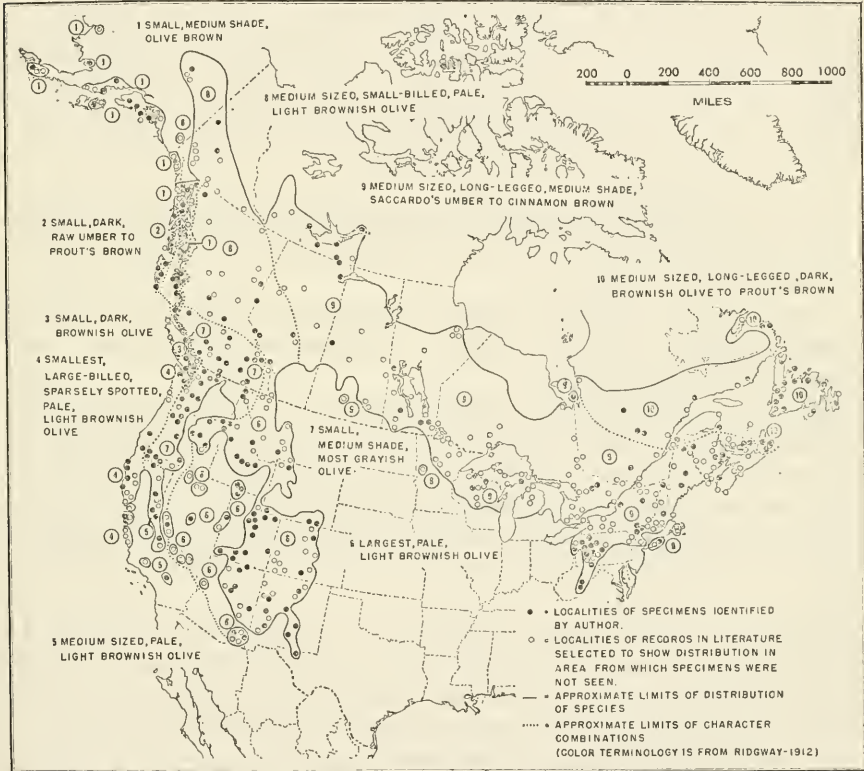 1 SMALL, MEDIUM SHADE,
OLIVE BROWN
8 MEDIUM SIZED, SMALL-BILLED, PALE,
LIGHT BROWNISH OLIVE
200 0 200 400 600 800 1000
MILES
9 MEDIUM SIZED, LONG-LEGGED, MEDIUM SHADE,
SACCARDO'S UMBER TO CINNAMON BROWN
2 SMALL, DARK,
RAW UMBER TO
PROUT'S BROWN
10 MEDIUM SIZED, LONG-LEGGED, DARK,
BROWNISH OLIVE TO PROUT'S BROWN
3 SMALL, DARK,
BROWNISH OLIVE
4 SMALLEST,
LARGE-BILLED,
SPARSELY SPOTTED,
PALE,
LIGHT BROWNISH
OLIVE
7 SMALL,
MEDIUM SHADE,
MOST GRAYISH
OLIVE
6 LARGEST, PALE,
LIGHT BROWNISH OLIVE
5 MEDIUM SIZED, PALE,
LIGHT BROWNISH OLIVE
● = LOCALITIES OF SPECIMENS IDENTIFIED
BY AUTHOR.
○ = LOCALITIES OF RECORDS IN LITERATURE
SELECTED TO SHOW DISTRIBUTION IN
AREA FROM WHICH SPECIMENS WERE
NOT SEEN.
— = APPROXIMATE LIMITS OF DISTRIBUTION
OF SPECIES
····· = APPROXIMATE LIMITS OF CHARACTER
COMBINATIONS
(COLOR TERMINOLOGY IS FROM RIDGWAY-1912)